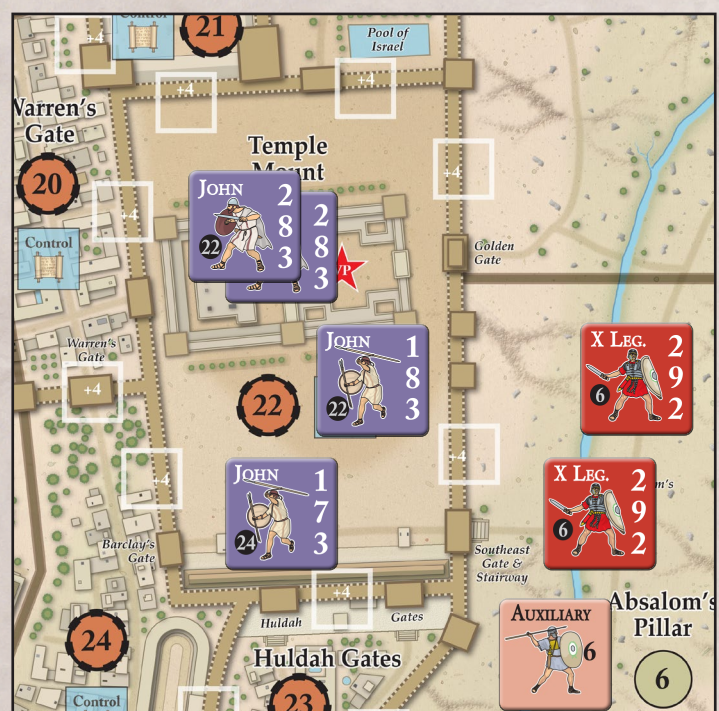 Control
21
+4
Pool of
Israel
+4
+4
Warren's
Gate
Temple
Mount
20
+4
JOHN
2
8
3
22
2
8
3
+4
Control
VP
Golden
Gate
Warren's
Gate
+4
JOHN
1
8
3
22
X LEG.
2
9
2
6
22
+4
+4
JOHN
1
7
3
24
X LEG.
2
9
2
6
m's
Barclay's
Gate
Southeast
Gate &
Stairway
+4
Huldah
Gates
AUXILIARY
6
Absalom's
Pillar
6
24
Huldah Gates
23
Control